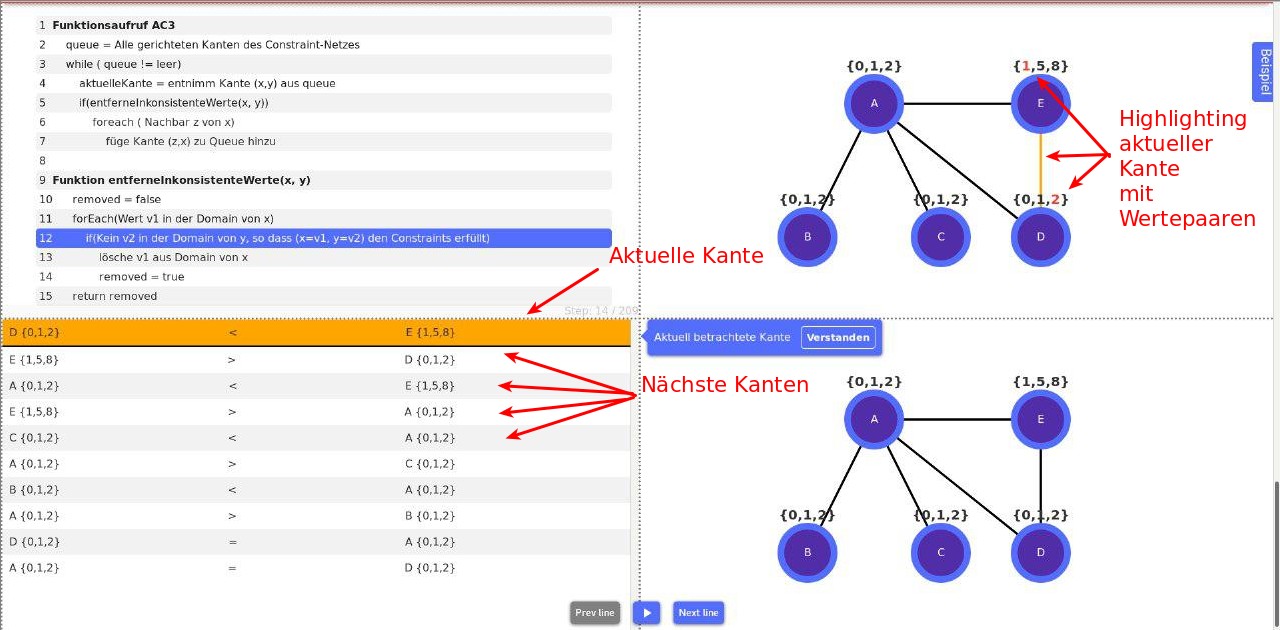 1 Funktionsaufruf AC3
2 queue = Alle gerichteten Kanten des Constraint-Netzes
3 while ( queue != leer)
4 aktuelleKante = entnimm Kante (x,y) aus queue
5 if(entferneInkonsistenteWerte(x, y))
6 foreach ( Nachbar z von x)
7 füge Kante (z,x) zu Queue hinzu
8
9 Funktion entferneInkonsistenteWerte(x, y)
10 removed = false
11 forEach(Wert v1 in der Domain von x)
12 if(Kein v2 in der Domain von y, so dass (x=v1, y=v2) den Constraints erfüllt)
13 lösche v1 aus Domain von x
14 removed = true
15 return removed
Step: 14 / 209
Aktuelle Kante
{0,1,2} {1,5,8}
A E
{0,1,2} {0,1,2} {0,1,2}
B C D
Beispiel
Highlighting
aktueller
Kante
mit
Wertepaaren
D {0,1,2} < E {1,5,8}
E {1,5,8} > D {0,1,2}
A {0,1,2} < E {1,5,8}
E {1,5,8} > A {0,1,2}
C {0,1,2} < A {0,1,2}
A {0,1,2} > C {0,1,2}
B {0,1,2} < A {0,1,2}
A {0,1,2} > B {0,1,2}
D {0,1,2} = A {0,1,2}
A {0,1,2} = D {0,1,2}
Aktuell betrachtete Kante Verstanden
Nächste Kanten
{0,1,2} {1,5,8}
A E
{0,1,2} {0,1,2} {0,1,2}
B C D
Prev line Next line